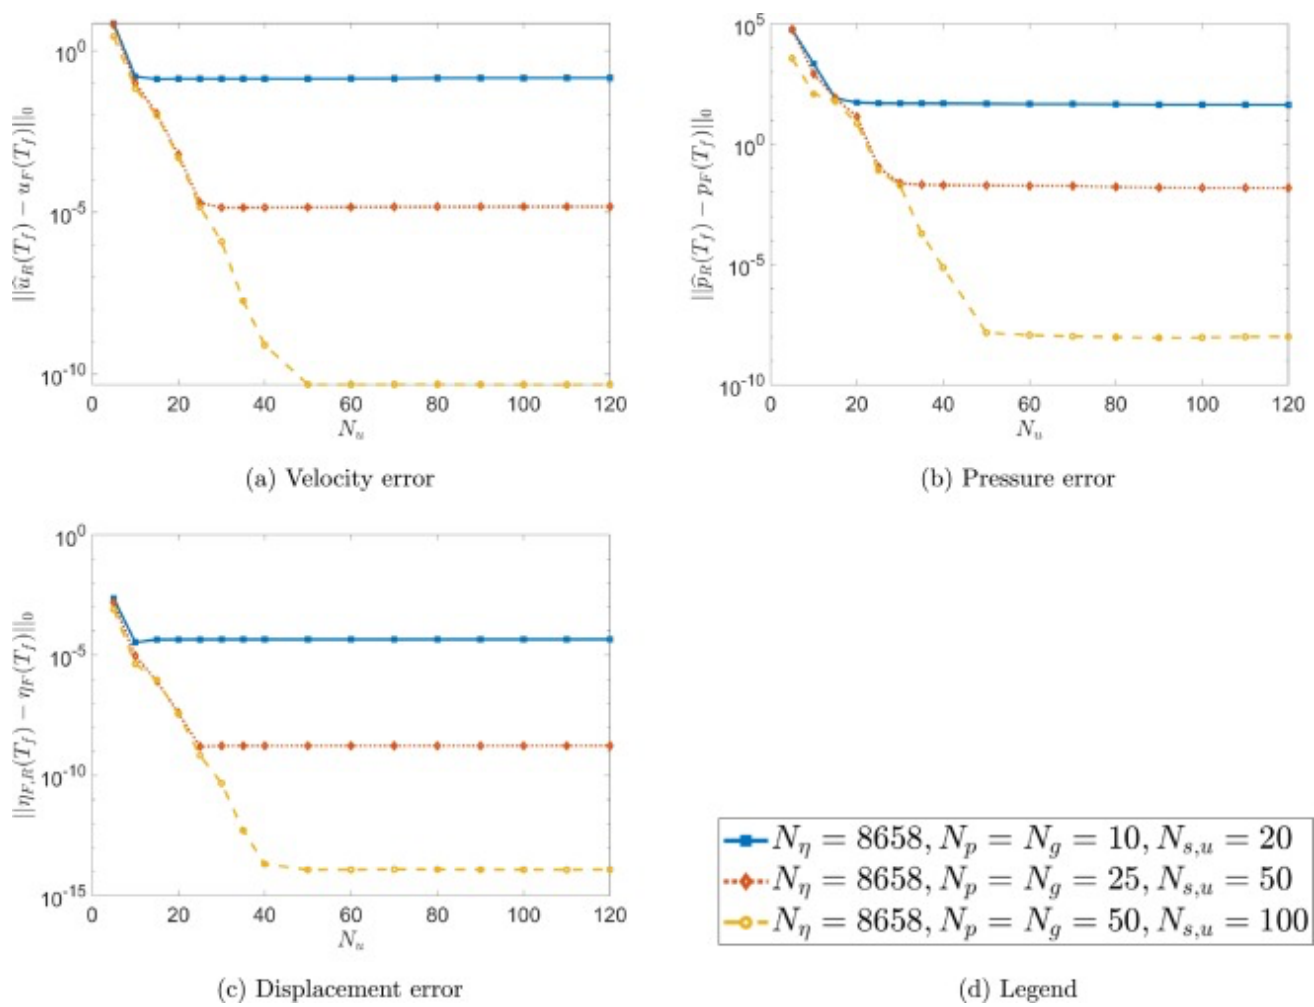 10^0
10^-5
10^-10
0 20 40 60 80 100 120
||û_R(T_f) − u_F(T_f)||_0
N_u
(a) Velocity error
10^5
10^0
10^-5
10^-10
0 20 40 60 80 100 120
||p̂_R(T_f) − p_F(T_f)||_0
N_u
(b) Pressure error
10^0
10^-5
10^-10
10^-15
0 20 40 60 80 100 120
||η_{F,R}(T_f) − η_F(T_f)||_0
N_u
(c) Displacement error
N_η = 8658, N_p = N_g = 10, N_{s,u} = 20
N_η = 8658, N_p = N_g = 25, N_{s,u} = 50
N_η = 8658, N_p = N_g = 50, N_{s,u} = 100
(d) Legend